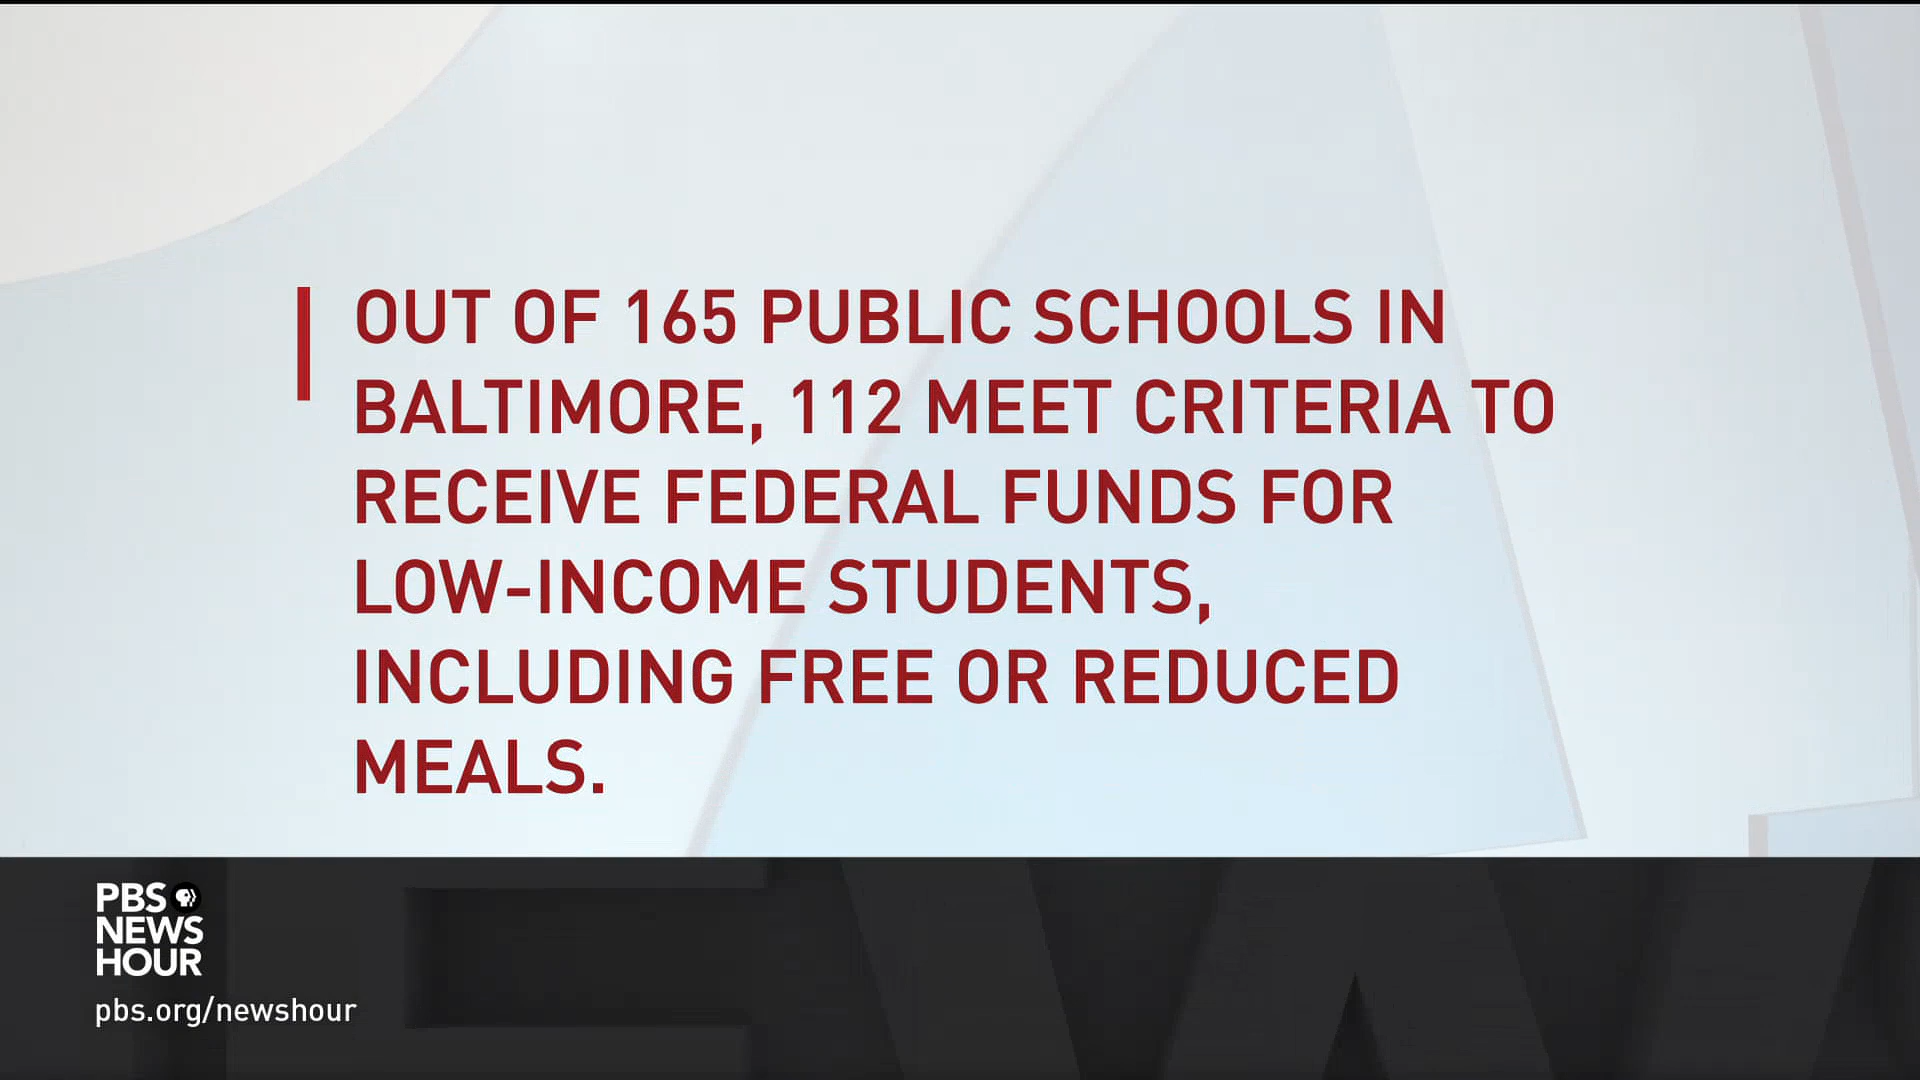 OUT OF 165 PUBLIC SCHOOLS IN
BALTIMORE, 112 MEET CRITERIA TO
RECEIVE FEDERAL FUNDS FOR
LOW-INCOME STUDENTS,
INCLUDING FREE OR REDUCED
MEALS.
PBS
NEWS
HOUR
pbs.org/newshour